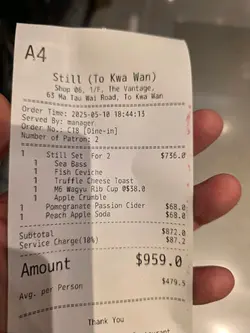 A4
Still (To Kwa Wan)
Shop 06, 1/F, The Vantage,
63 Ma Tau Wai Road, To Kwa Wan
Order Time: 2025-05-10 18:44:13
Served By: manager
Order No.: C18 [Dine-in]
Number of Patron: 2
1 Still Set For 2 $736.0
1 Sea Bass
1 Fish Ceviche
1 Truffle Cheese Toast
1 M6 Wagyu Rib Cup @$58.0
1 Apple Crumble
1 Pomegranate Passion Cider $68.0
1 Peach Apple Soda $68.0
Subtotal $872.0
Service Charge(10%) $87.2
Amount $959.0
Avg. per Person $479.5
Thank You